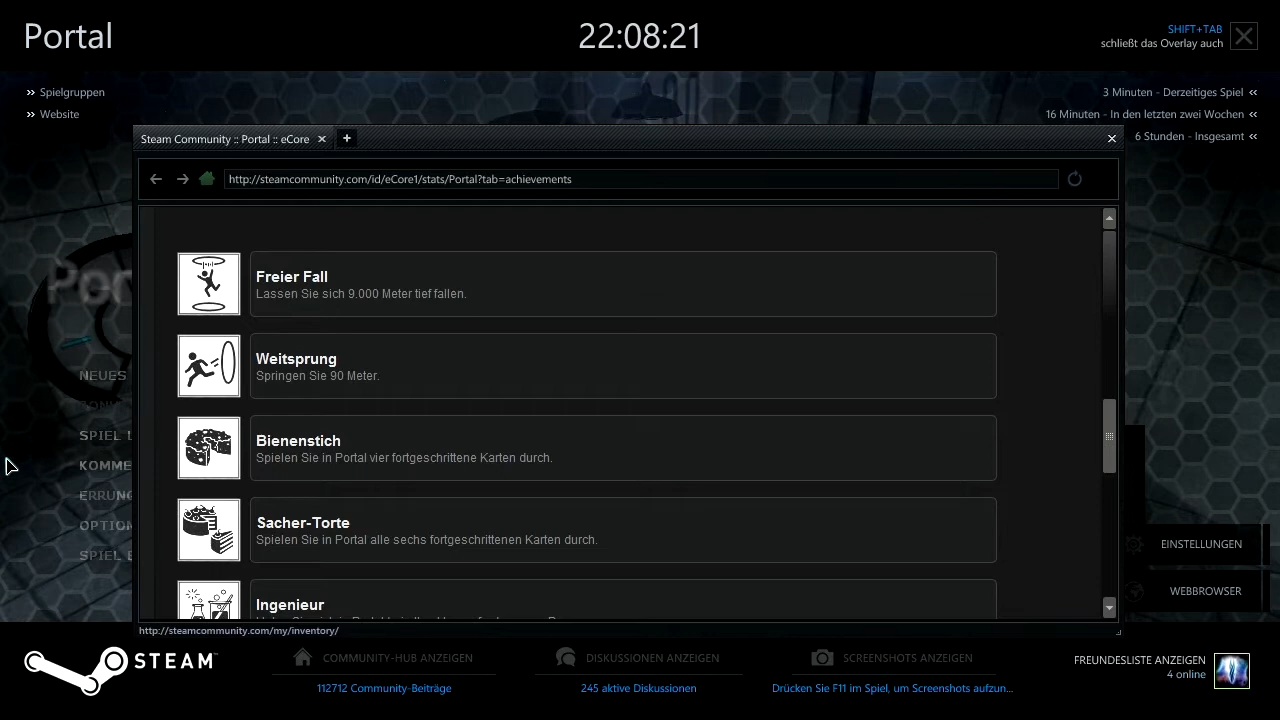 Portal
22:08:21
SHIFT+TAB
schließt das Overlay auch
Spielgruppen
Website
3 Minuten - Derzeitiges Spiel
16 Minuten - In den letzten zwei Wochen
6 Stunden - Insgesamt
Steam Community :: Portal :: eCore
http://steamcommunity.com/id/eCore1/stats/Portal?tab=achievements
Freier Fall
Lassen Sie sich 9.000 Meter tief fallen.
Weitsprung
Springen Sie 90 Meter.
Bienenstich
Spielen Sie in Portal vier fortgeschrittene Karten durch.
Sacher-Torte
Spielen Sie in Portal alle sechs fortgeschrittenen Karten durch.
Ingenieur
NEUES
SPIEL L
KOMME
ERRUNG
OPTION
SPIEL B
EINSTELLUNGEN
WEBBROWSER
http://steamcommunity.com/my/inventory/
STEAM
COMMUNITY-HUB ANZEIGEN
112712 Community-Beiträge
DISKUSSIONEN ANZEIGEN
245 aktive Diskussionen
SCREENSHOTS ANZEIGEN
Drücken Sie F11 im Spiel, um Screenshots aufzun...
FREUNDESLISTE ANZEIGEN
4 online